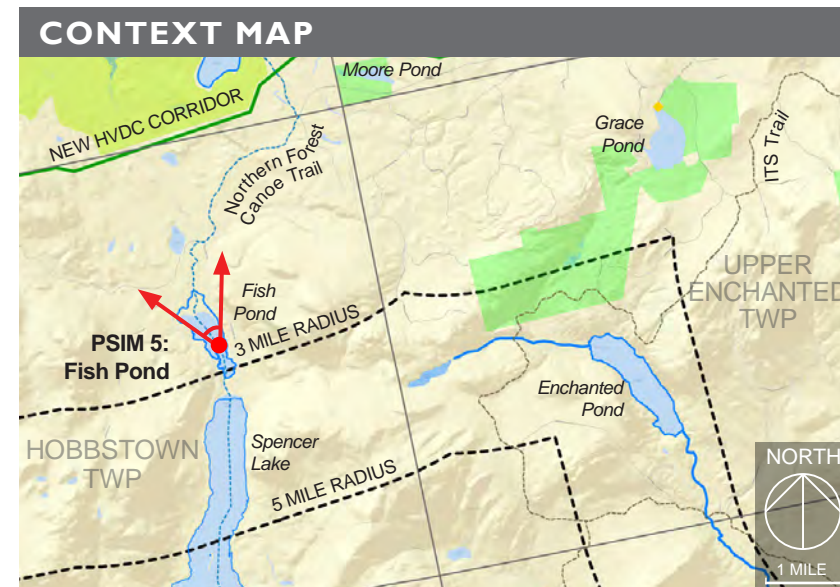 CONTEXT MAP
Moore Pond
NEW HVDC CORRIDOR
Grace
Pond
ITS Trail
Northern Forest
Canoe Trail
Fish
Pond
UPPER
ENCHANTED
TWP
PSIM 5:
Fish Pond
3 MILE RADIUS
Enchanted
Pond
HOBBSTOWN
TWP
Spencer
Lake
5 MILE RADIUS
NORTH
1 MILE